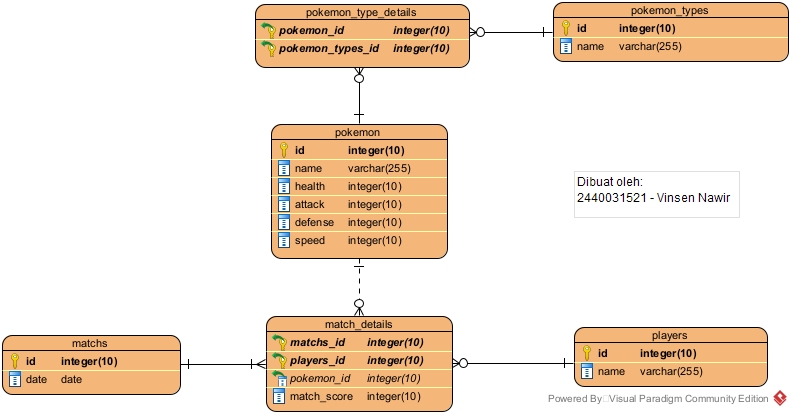 pokemon_type_details
pokemon_id integer(10)
pokemon_types_id integer(10)
pokemon_types
id integer(10)
name varchar(255)
pokemon
id integer(10)
name varchar(255)
health integer(10)
attack integer(10)
defense integer(10)
speed integer(10)
Dibuat oleh:
2440031521 - Vinsen Nawir
matchs
id integer(10)
date date
match_details
matchs_id integer(10)
players_id integer(10)
pokemon_id integer(10)
match_score integer(10)
players
id integer(10)
name varchar(255)
Powered By Visual Paradigm Community Edition